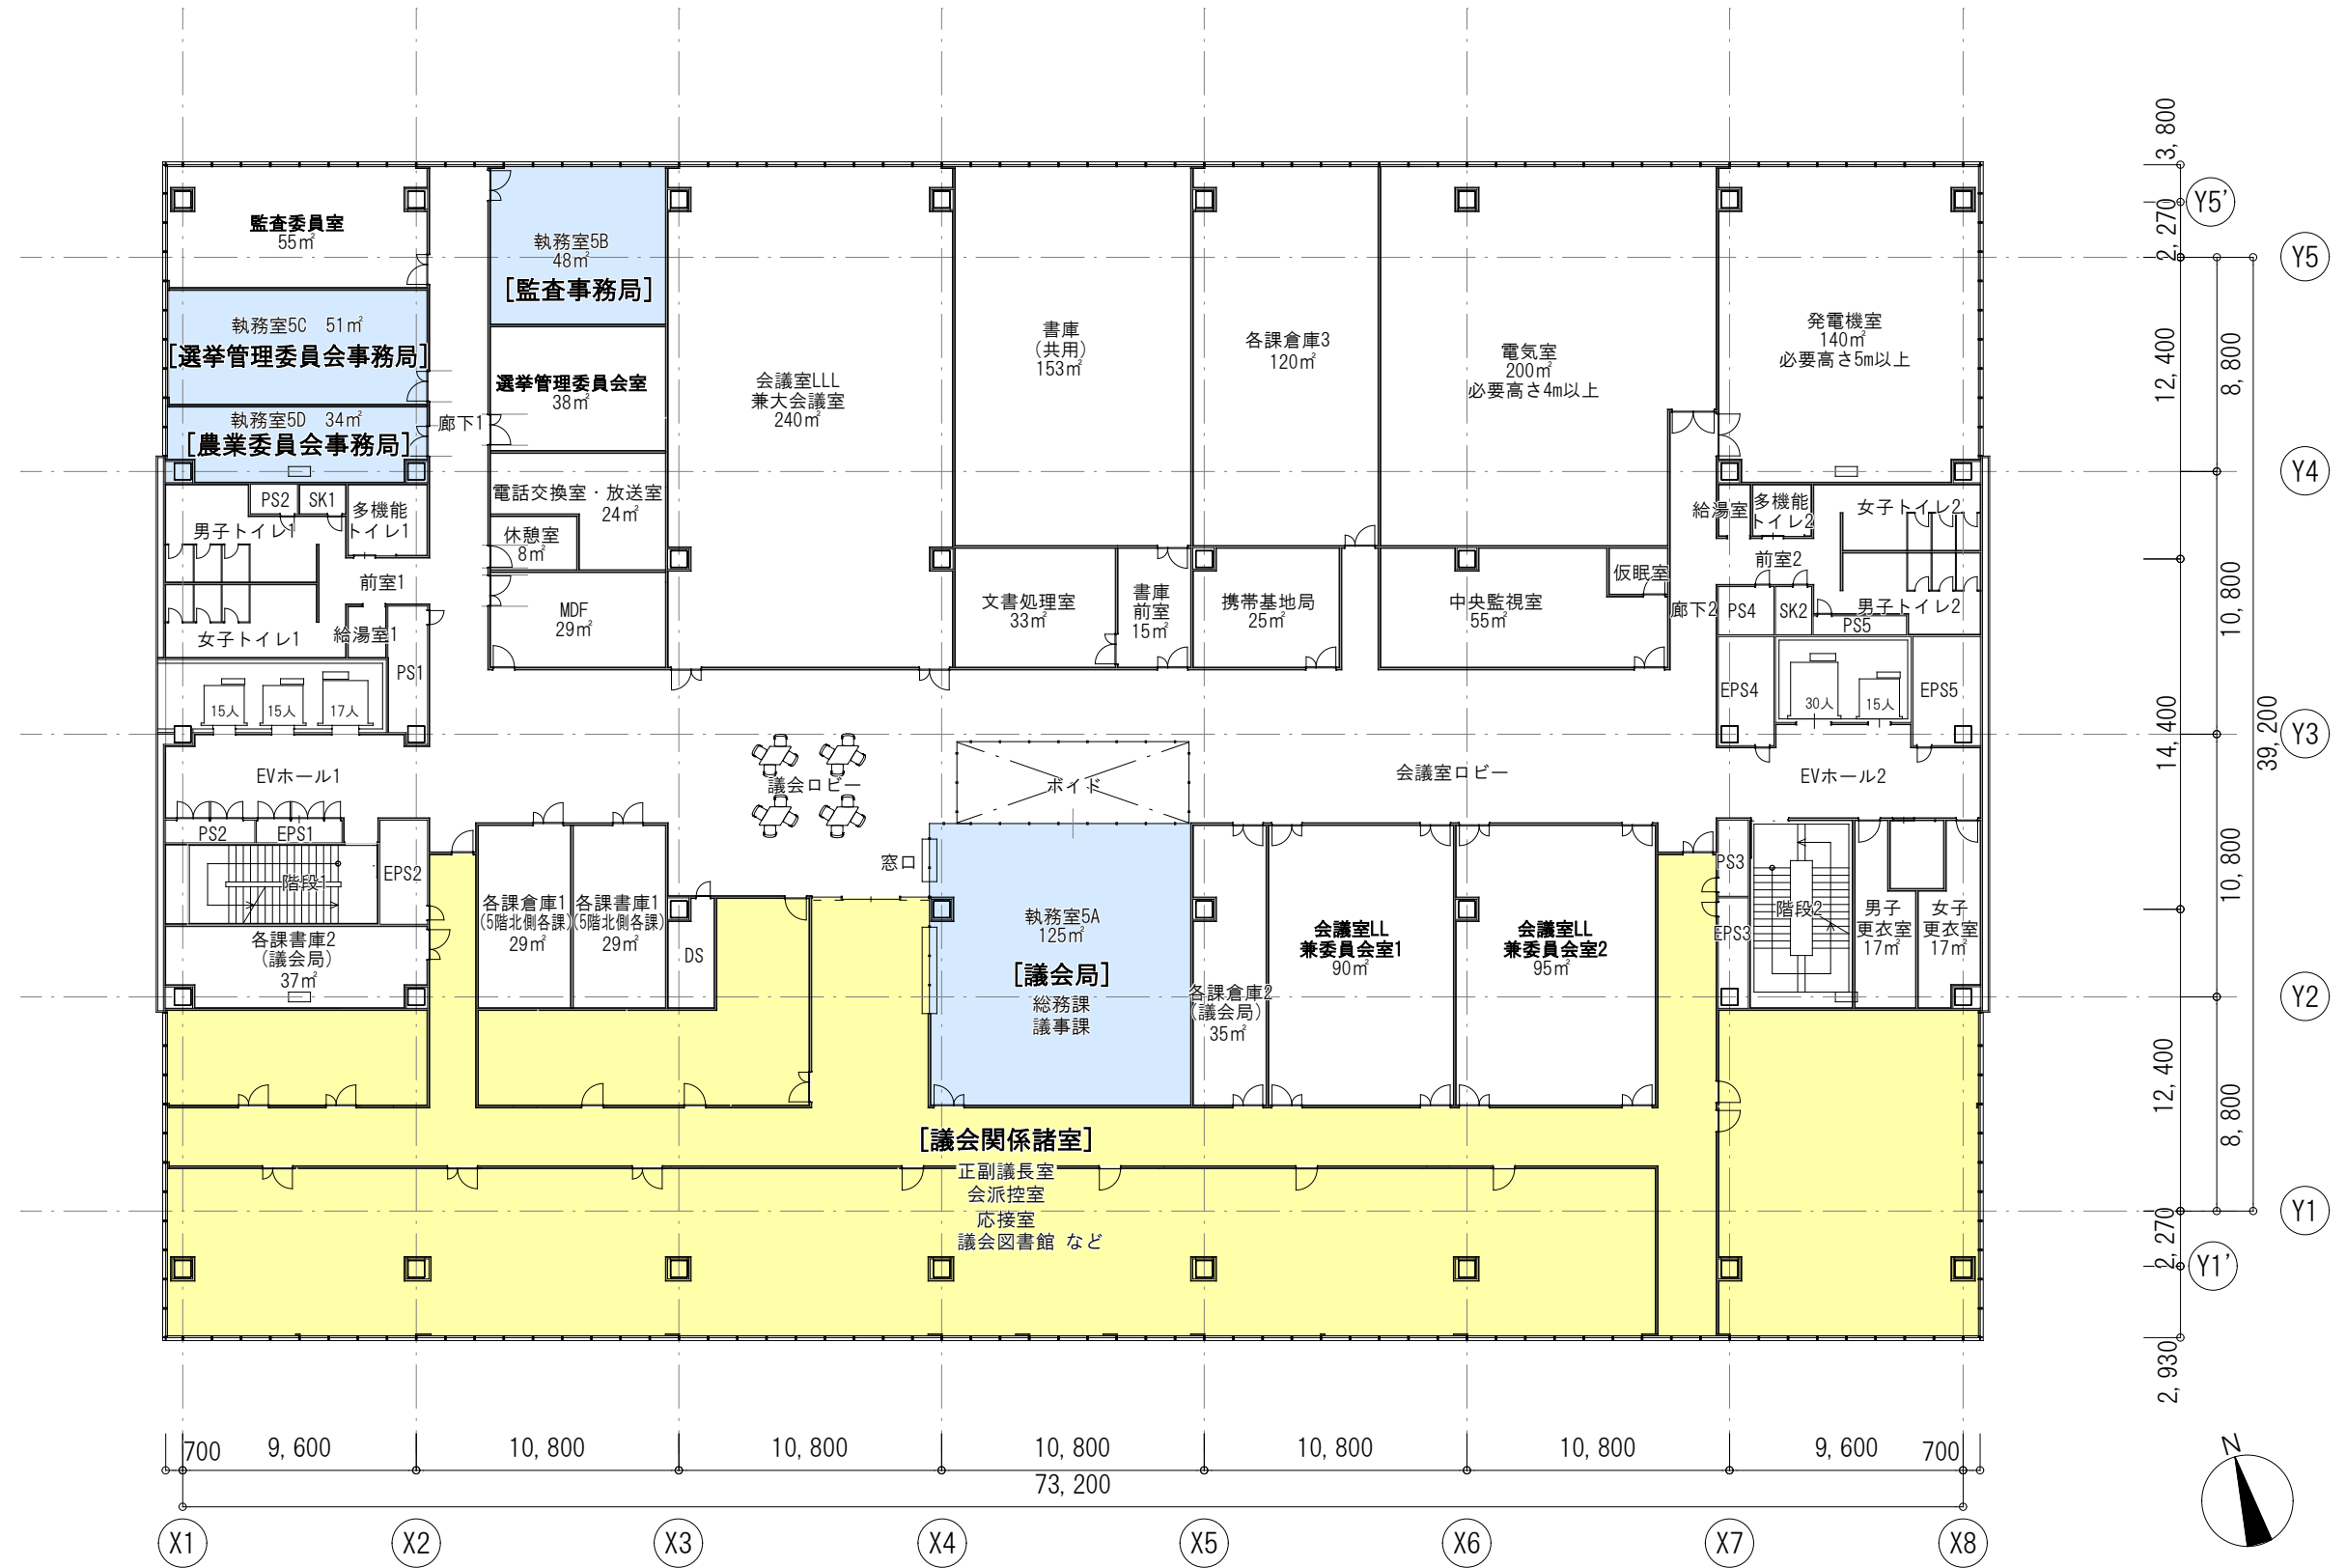 3,800
Y5'
2,270
Y5
監査委員室
55㎡
執務室5B
48㎡
[監査事務局]
執務室5C　51㎡
[選挙管理委員会事務局]
執務室5D　34㎡
[農業委員会事務局]
廊下1
選挙管理委員会室
38㎡
会議室LLL
兼大会議室
240㎡
書庫
(共用)
153㎡
各課倉庫3
120㎡
電気室
200㎡
必要高さ4m以上
発電機室
140㎡
必要高さ5m以上
12,400
8,800
Y4
PS2
SK1
多機能
トイレ1
男子トイレ1
電話交換室・放送室
24㎡
休憩室
8㎡
給湯室
多機能
トイレ2
女子トイレ2
前室1
前室2
MDF
29㎡
文書処理室
33㎡
書庫
前室
15㎡
携帯基地局
25㎡
中央監視室
55㎡
仮眠室
廊下2
PS4
SK2
男子トイレ2
PS5
10,800
女子トイレ1
給湯室1
PS1
15人
15人
17人
EPS4
30人
15人
EPS5
14,400
39,200
Y3
EVホール1
議会ロビー
ボイド
会議室ロビー
EVホール2
PS2
EPS1
階段1
EPS2
窓口
PS3
階段2
EPS3
10,800
各課倉庫1
(5階北側各課)
29㎡
各課書庫1
(5階北側各課)
29㎡
DS
執務室5A
125㎡
[議会局]
総務課
議事課
各課倉庫2
(議会局)
35㎡
会議室LL
兼委員会室1
90㎡
会議室LL
兼委員会室2
95㎡
男子
更衣室
17㎡
女子
更衣室
17㎡
各課書庫2
(議会局)
37㎡
Y2
12,400
8,800
[議会関係諸室]
正副議長室
会派控室
応接室
議会図書館 など
Y1
2,270
Y1'
2,930
700
9,600
10,800
10,800
10,800
10,800
10,800
9,600
700
73,200
N
X1
X2
X3
X4
X5
X6
X7
X8